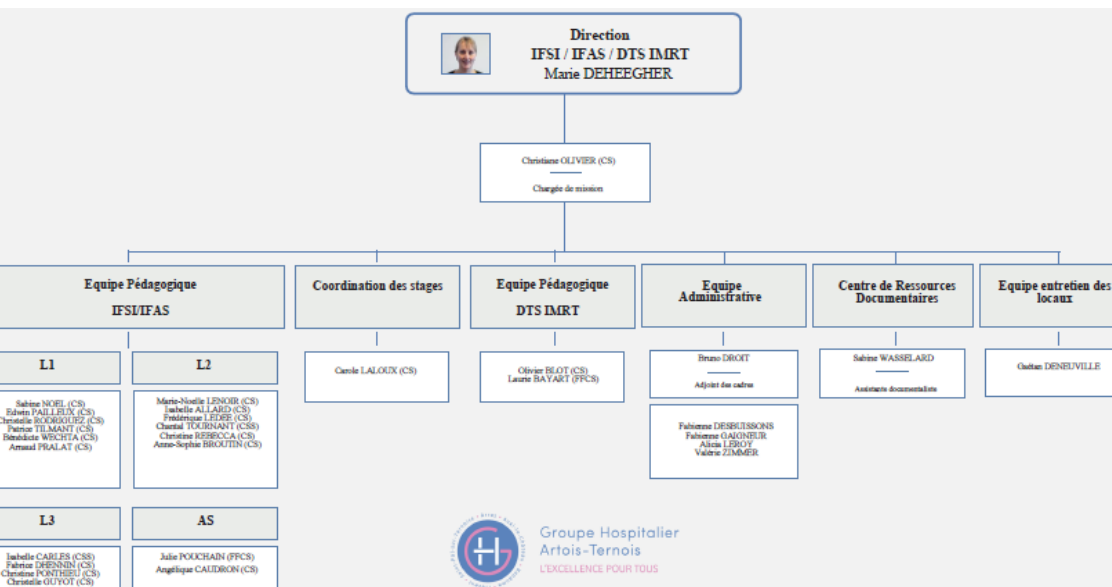 Direction
IFSI / IFAS / DTS IMRT
Marie DEHEEGHER
Christiane OLIVIER (CS)
Chargée de mission
Equipe Pédagogique
IFSI/IFAS
Coordination des stages
Equipe Pédagogique
DTS IMRT
Equipe
Administrative
Centre de Ressources
Documentaires
Equipe entretien des
locaux
L1
Sabine NOEL (CS)
Edwin PAILLEUX (CS)
Christelle RODRIGUEZ (CS)
Patrice TILMANT (CS)
Bénédicte WECHTA (CS)
Arnaud PRALAT (CS)
L2
Marie-Noelle LENOIR (CS)
Isabelle ALLARD (CS)
Frédérique LEDEE (CS)
Chantal TOURNANT (CSS)
Christine REBECCA (CS)
Anne-Sophie BROUTIN (CS)
Carole LALOUX (CS)
Olivier BLOT (CS)
Laurie BAYART (FFCS)
Bruno DROIT
Adjoint des cadres
Fabienne DESBUISSONS
Fabienne GAIGNEUR
Alicia LEROY
Valérie ZIMMER
Sabine WASSELARD
Assistante documentaliste
Gaëtan DENEUVILLE
L3
Isabelle CARLES (CSS)
Fabrice DHENNIN (CS)
Christine PONTHIEU (CS)
Christelle GUYOT (CS)
AS
Julie POUCHAIN (FFCS)
Angélique CAUDRON (CS)
GH
Groupe Hospitalier
Artois-Ternois
L'EXCELLENCE POUR TOUS